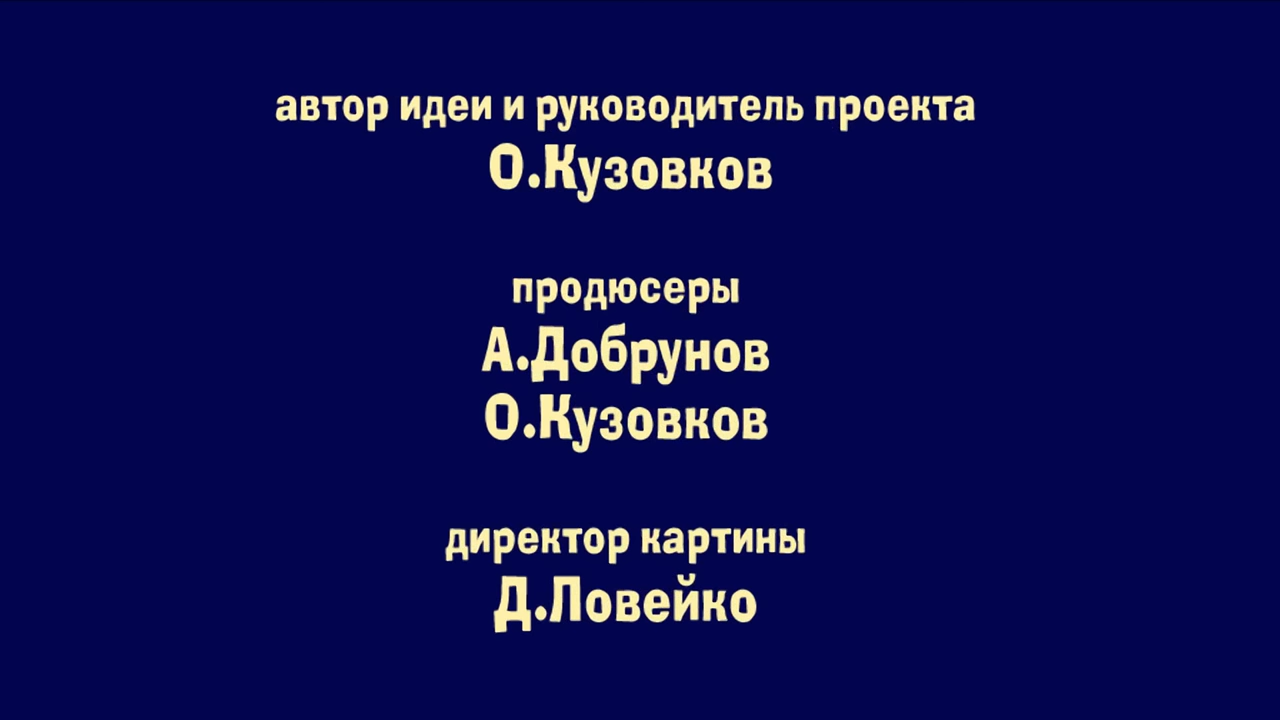 автор идеи и руководитель проекта
О.Кузовков
продюсеры
А.Добрунов
О.Кузовков
директор картины
Д.Ловейко